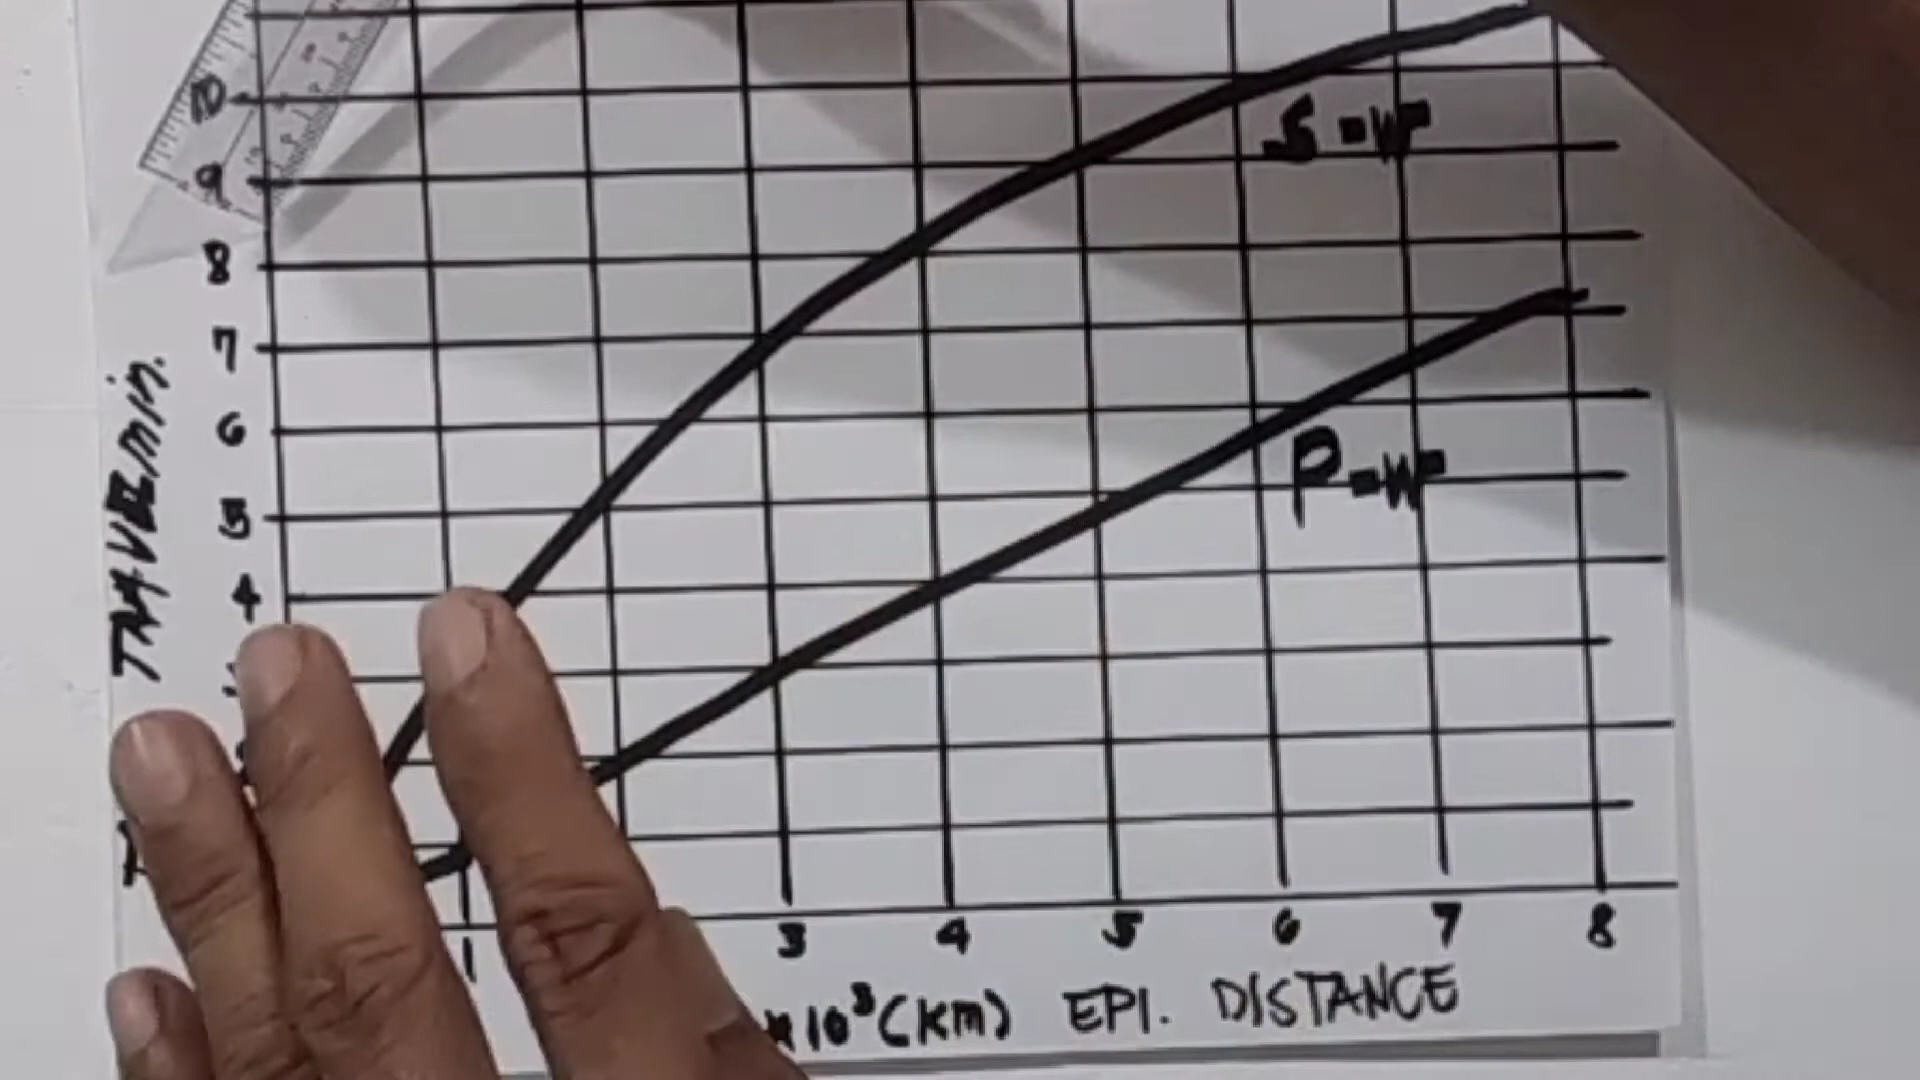 10
9
8
7
6
5
4
TRAVEL
min.
S-W
P-W
1 3 4 5 6 7 8
x10³(km) EPI. DISTANCE